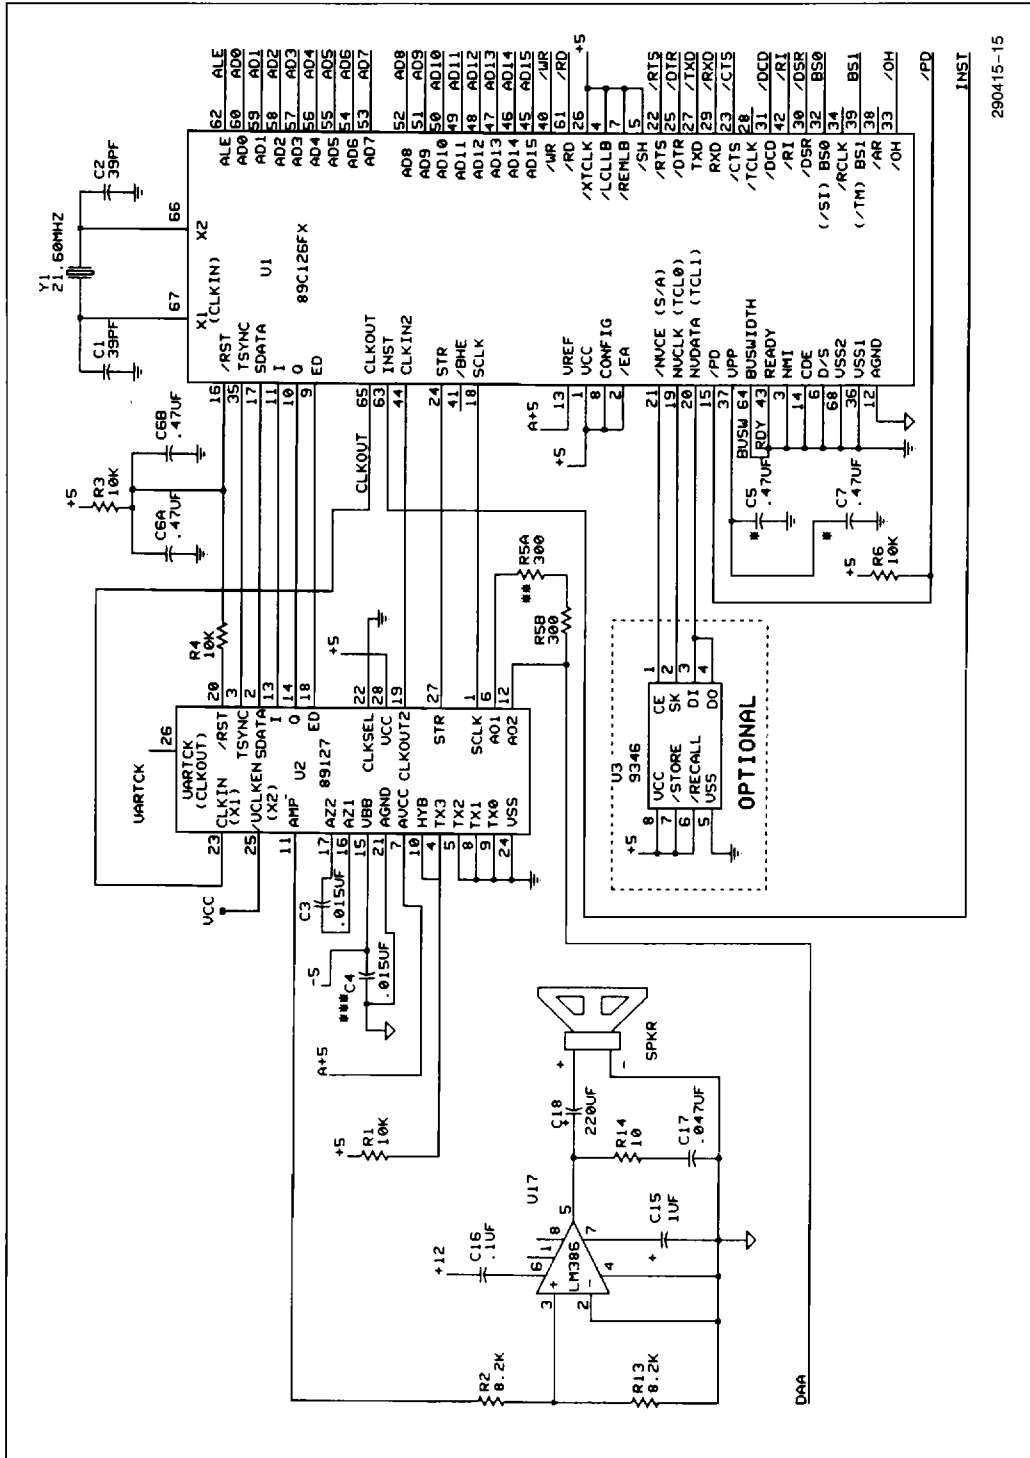 Y1
21.60MHZ
C1
39PF
C2
39PF
67
66
X1
(CLKIN)
X2
U1
89C126FX
/RST
TSYNC
SDATA
I
Q
ED
CLKOUT
INST
CLKIN2
STR
/BHE
SCLK
VREF
VCC
CONFIG
/EA
/NVCE (S/A)
NVCLK (TCL0)
NVDATA (TCL1)
/PD
VPP
BUSWIDTH
READY
NMI
CDE
D/S
VSS2
VSS1
AGND
16
35
17
11
10
9
65
63
44
24
41
18
13
1
8
2
21
19
20
15
37
64
43
3
14
6
68
36
12
ALE
AD0
AD1
AD2
AD3
AD4
AD5
AD6
AD7
AD8
AD9
AD10
AD11
AD12
AD13
AD14
AD15
/WR
/RD
/XTCLK
/LCLLB
/REMLB
/SH
/RTS
/DTR
TXD
RXD
/CTS
/TCLK
/DCD
/RI
/DSR
(/SI) BS0
/RCLK
(/TM) BS1
/AR
/OH
62 ALE
60 AD0
59 AD1
58 AD2
57 AD3
56 AD4
55 AD5
54 AD6
53 AD7
52 AD8
51 AD9
50 AD10
49 AD11
48 AD12
47 AD13
46 AD14
45 AD15
40 /WR
61 /RD
26
4
7
5
+5
22 /RTS
25 /DTR
27 /TXD
29 /RXD
23 /CTS
28
31 /DCD
42 /RI
30 /DSR
32 BS0
34
39 BS1
38
33 /OH
/PD
INST
290415-15
+5
R3
10K
C6A
.47UF
C6B
.47UF
R4
10K
CLKOUT
A+5
+5
BUSW
RDY
*
C5
.47UF
*
C7
.47UF
+5
R6
10K
**
R5A
300
R5B
300
UARTCK
26
UARTCK
(CLKOUT)
CLKIN
(X1)
/VCLKEN
(X2)
AMP
U2
89127
AZ2
AZ1
VBB
AGND
AVCC
HYB
TX3
TX2
TX1
TX0
VSS
/RST
TSYNC
SDATA
I
Q
ED
CLKSEL
VCC
CLKOUT2
STR
SCLK
AO1
AO2
20
3
2
13
14
18
22
28
19
27
1
6
12
+5
23
25
11
17
16
15
21
7
10
4
5
8
9
24
VCC
C3
.015UF
-5
***
C4
.015UF
A+5
+5
R1
10K
U3
9346
VCC
/STORE
/RECALL
VSS
CE
SK
DI
DO
8
7
6
5
1
2
3
4
+5
OPTIONAL
SPKR
+
-
C18
+
220UF
R14
10
C17
.047UF
U17
LM386
+
-
3
2
6
1
8
5
7
4
+12
C16
.1UF
C15
1UF
+
R2
8.2K
R13
8.2K
DAA